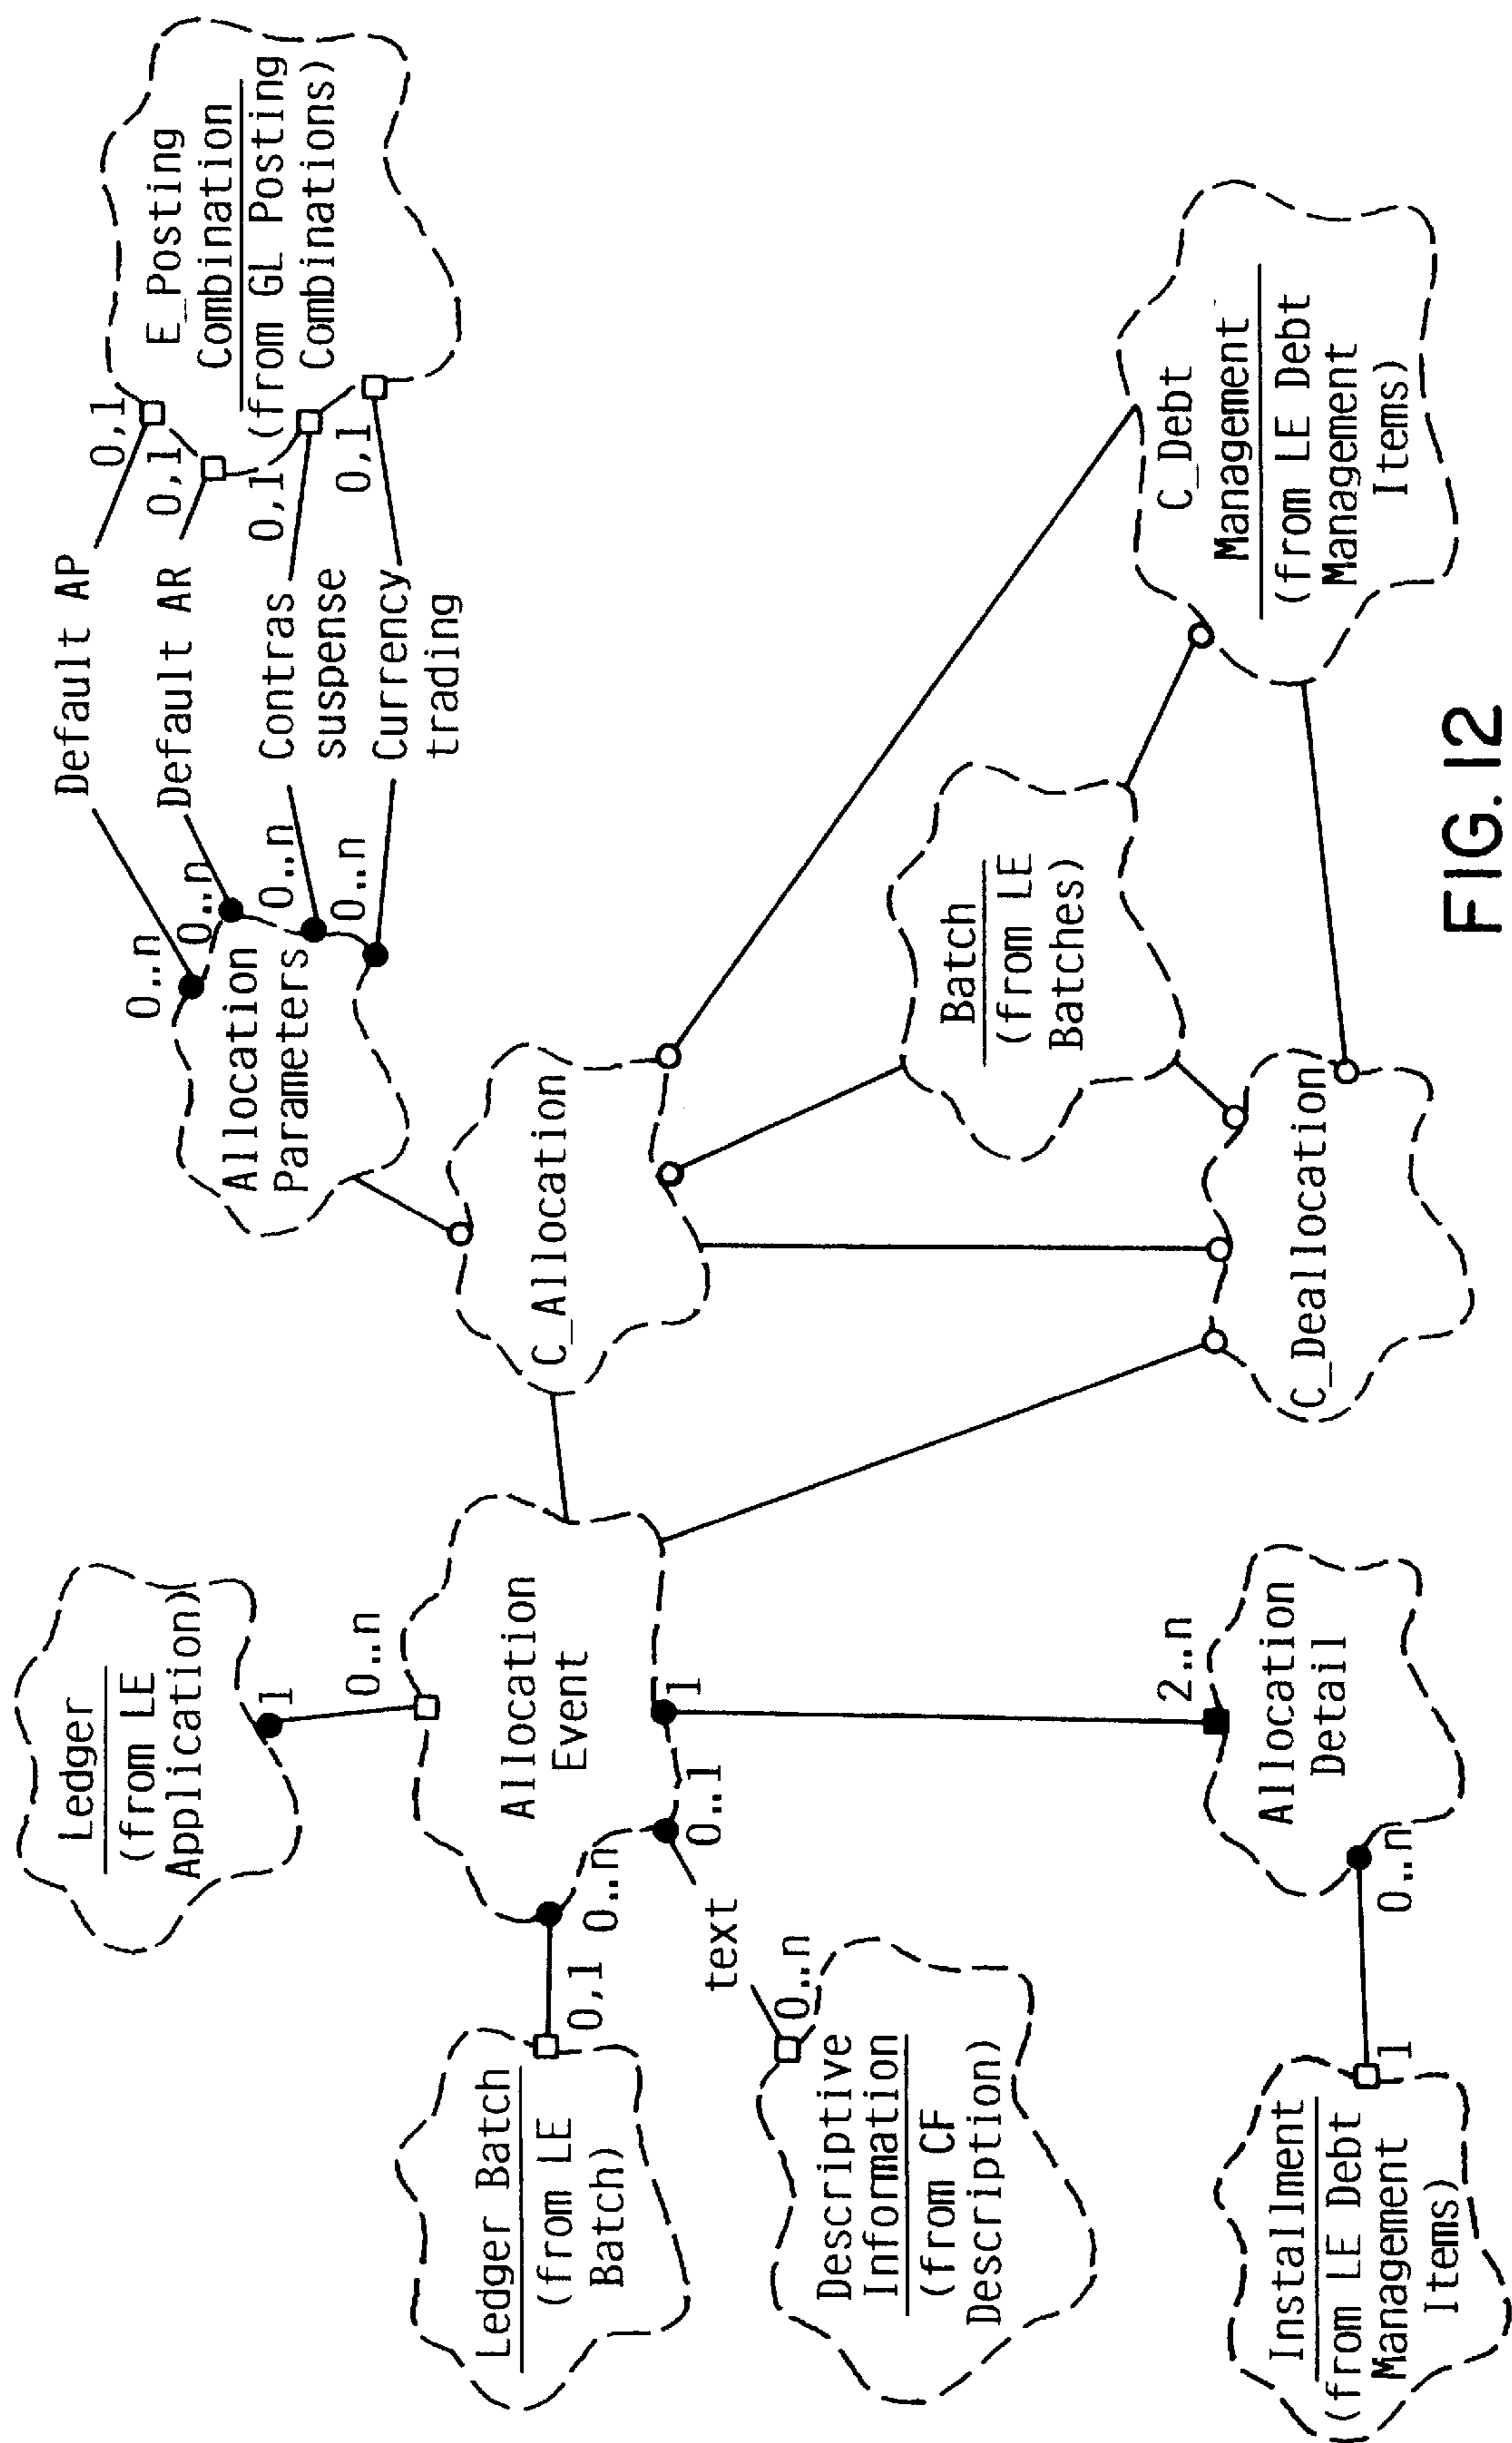 Ledger
(from LE
Application)
1
0..n
Ledger Batch
(from LE
Batch)
0,1
0..n
Allocation
Event
1
0..1
text
0..n
Descriptive
Information
(from CF
Description)
2..n
Allocation
Detail
0..n
1
Installment
(from LE Debt
Management
Items)
C_Allocation
C_Deallocation
Allocation
Parameters
0..n
0..n
0..n
0..n
Default AP
Default AR
Contras
suspense
Currency
trading
0,1
0,1
0,1
0,1
E_Posting
Combination
(from GL Posting
Combinations)
Batch
(from LE
Batches)
C_Debt
Management
(from LE Debt
Management
Items)
FIG. 12